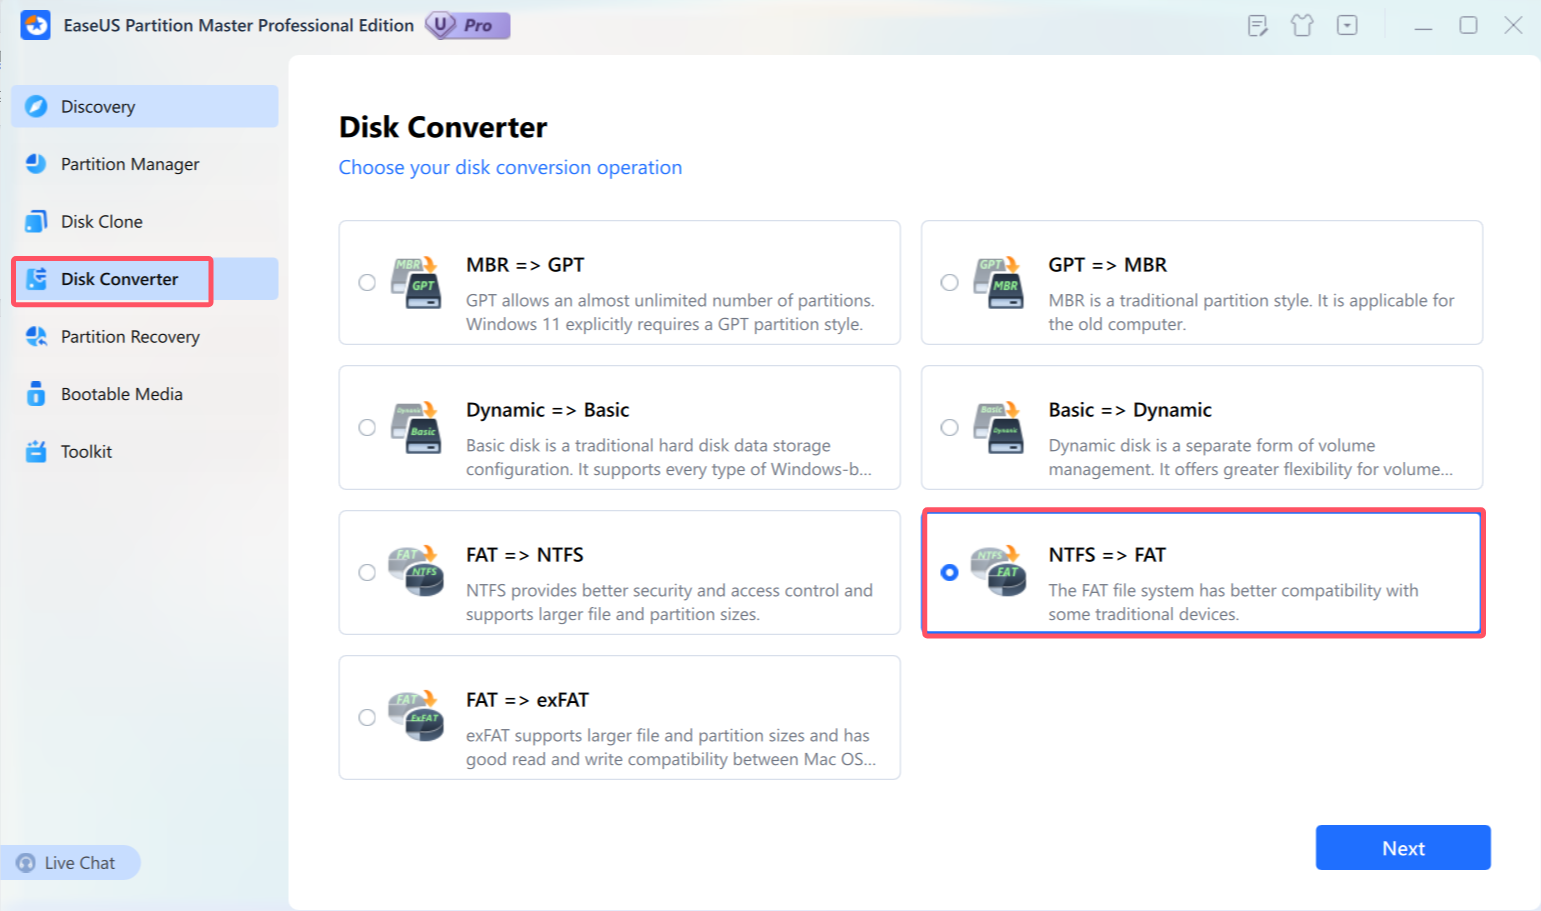 EaseUS Partition Master Professional Edition
U Pro
Discovery
Partition Manager
Disk Clone
Disk Converter
Partition Recovery
Bootable Media
Toolkit
Live Chat
Disk Converter
Choose your disk conversion operation
MBR
GPT
MBR => GPT
GPT allows an almost unlimited number of partitions.
Windows 11 explicitly requires a GPT partition style.
GPT
MBR
GPT => MBR
MBR is a traditional partition style. It is applicable for
the old computer.
Dynamic
Basic
Dynamic => Basic
Basic disk is a traditional hard disk data storage
configuration. It supports every type of Windows-b...
Basic
Dynamic
Basic => Dynamic
Dynamic disk is a separate form of volume
management. It offers greater flexibility for volume...
FAT
NTFS
FAT => NTFS
NTFS provides better security and access control and
supports larger file and partition sizes.
NTFS
FAT
NTFS => FAT
The FAT file system has better compatibility with
some traditional devices.
FAT
ExFAT
FAT => exFAT
exFAT supports larger file and partition sizes and has
good read and write compatibility between Mac OS...
Next